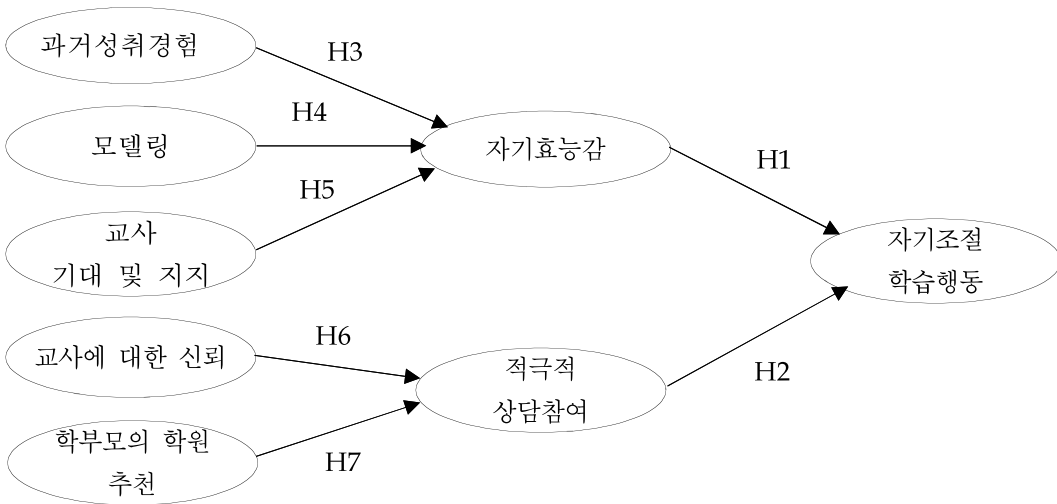 과거성취경험
H3
모델링
H4
자기효능감
H1
교사
기대 및 지지
H5
자기조절
학습행동
교사에 대한 신뢰
H6
적극적
상담참여
H2
학부모의 학원
추천
H7